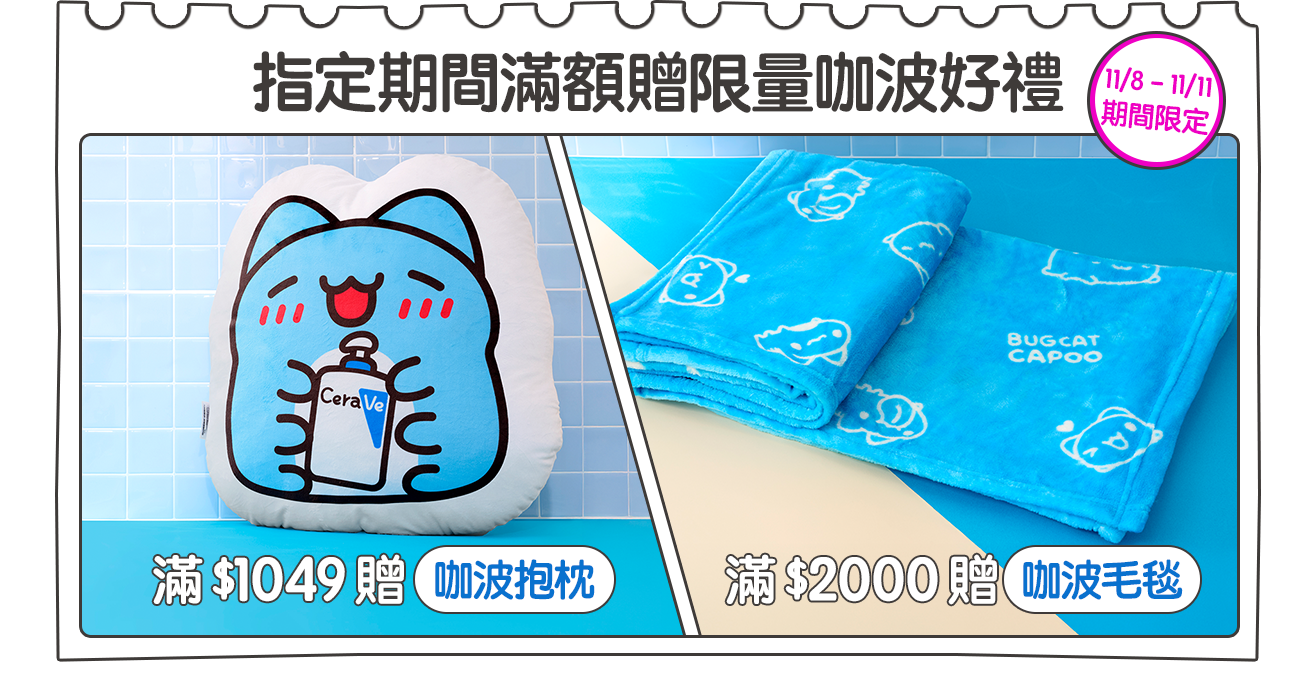 指定期間滿額贈限量咖波好禮
11/8 - 11/11
期間限定
CeraVe
BUGCAT
CAPOO
滿 $1049 贈 咖波抱枕
滿 $2000 贈 咖波毛毯